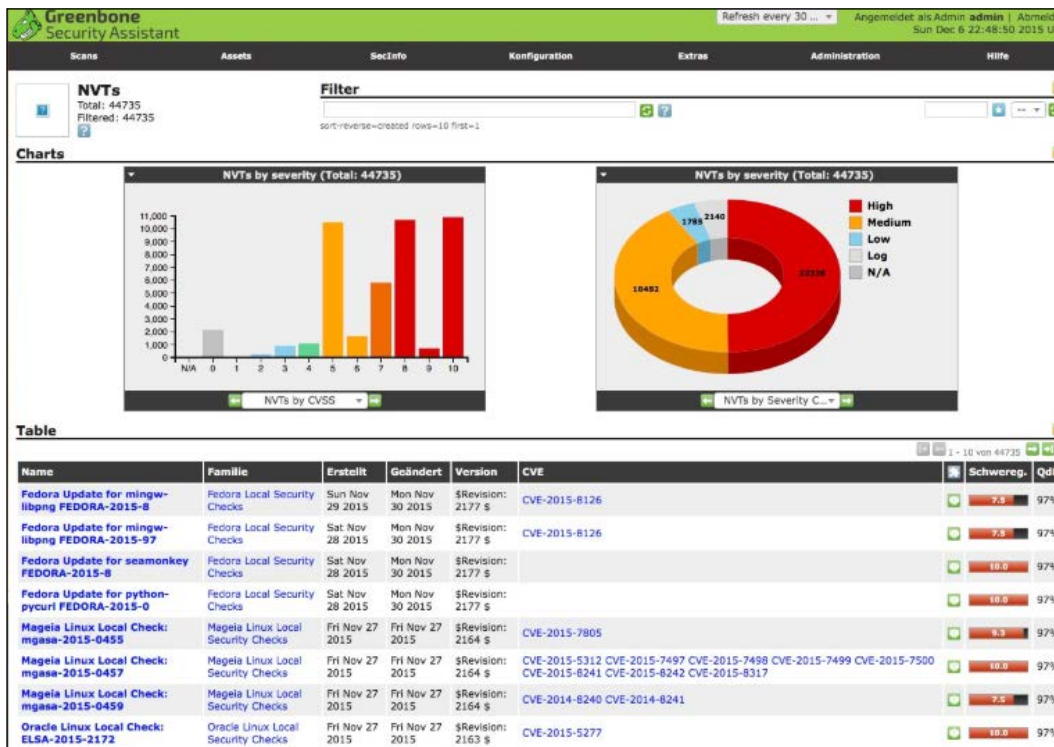 Greenbone
Security Assistant
Refresh every 30 ...
Angemeldet als Admin admin | Abmeld
Sun Dec 6 22:48:50 2015 U
Scans Assets SecInfo Konfiguration Extras Administration Hilfe
NVTs
Total: 44735
Filtered: 44735
Filter
sort-reverse=created rows=10 first=1
--
Charts
NVTs by severity (Total: 44735)
11,000
10,000
9,000
8,000
7,000
6,000
5,000
4,000
3,000
2,000
1,000
0
N/A 0 1 2 3 4 5 6 7 8 9 10
NVTs by CVSS
NVTs by severity (Total: 44735)
2140
18482
High
Medium
Low
Log
N/A
NVTs by Severity C...
Table
1 - 10 von 44735
Name Familie Erstellt Geändert Version CVE Schwereg. Qd
Fedora Update for mingw-libpng FEDORA-2015-8 Fedora Local Security Checks Sun Nov 29 2015 Mon Nov 30 2015 $Revision: 2177 $ CVE-2015-8126 7.5 97%
Fedora Update for mingw-libpng FEDORA-2015-97 Fedora Local Security Checks Sat Nov 28 2015 Mon Nov 30 2015 $Revision: 2177 $ CVE-2015-8126 7.5 97%
Fedora Update for seamonkey FEDORA-2015-8 Fedora Local Security Checks Sat Nov 28 2015 Mon Nov 30 2015 $Revision: 2177 $ 10.0 97%
Fedora Update for python-pycurl FEDORA-2015-0 Fedora Local Security Checks Sat Nov 28 2015 Mon Nov 30 2015 $Revision: 2177 $ 10.0 97%
Mageia Linux Local Check: mgasa-2015-0455 Mageia Linux Local Security Checks Fri Nov 27 2015 Fri Nov 27 2015 $Revision: 2164 $ CVE-2015-7805 9.3 97%
Mageia Linux Local Check: mgasa-2015-0457 Mageia Linux Local Security Checks Fri Nov 27 2015 Fri Nov 27 2015 $Revision: 2164 $ CVE-2015-5312 CVE-2015-7497 CVE-2015-7498 CVE-2015-7499 CVE-2015-7500 CVE-2015-8241 CVE-2015-8242 CVE-2015-8317 10.0 97%
Mageia Linux Local Check: mgasa-2015-0459 Mageia Linux Local Security Checks Fri Nov 27 2015 Fri Nov 27 2015 $Revision: 2164 $ CVE-2014-8240 CVE-2014-8241 7.5 97%
Oracle Linux Local Check: ELSA-2015-2172 Oracle Linux Local Security Checks Fri Nov 27 2015 Fri Nov 27 2015 $Revision: 2163 $ CVE-2015-5277 10.0 97%